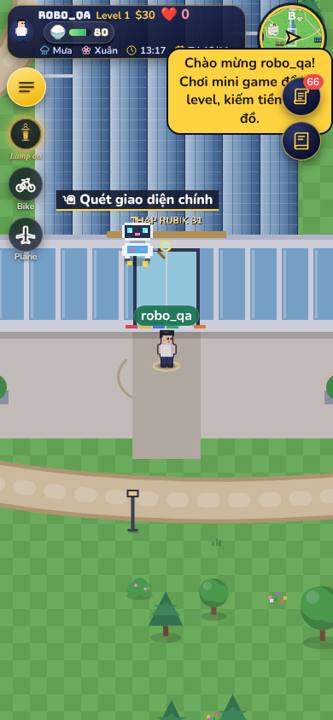 ROBO_QA Level 1 $30 ❤️ 0
80
Mưa Xuân 13:17
B
Chào mừng robo_qa!
Chơi mini game để
level, kiếm tiền
đồ.
66
Lamp on
Bike
Plane
Quét giao diện chính
THÁP RUBIK 81
robo_qa